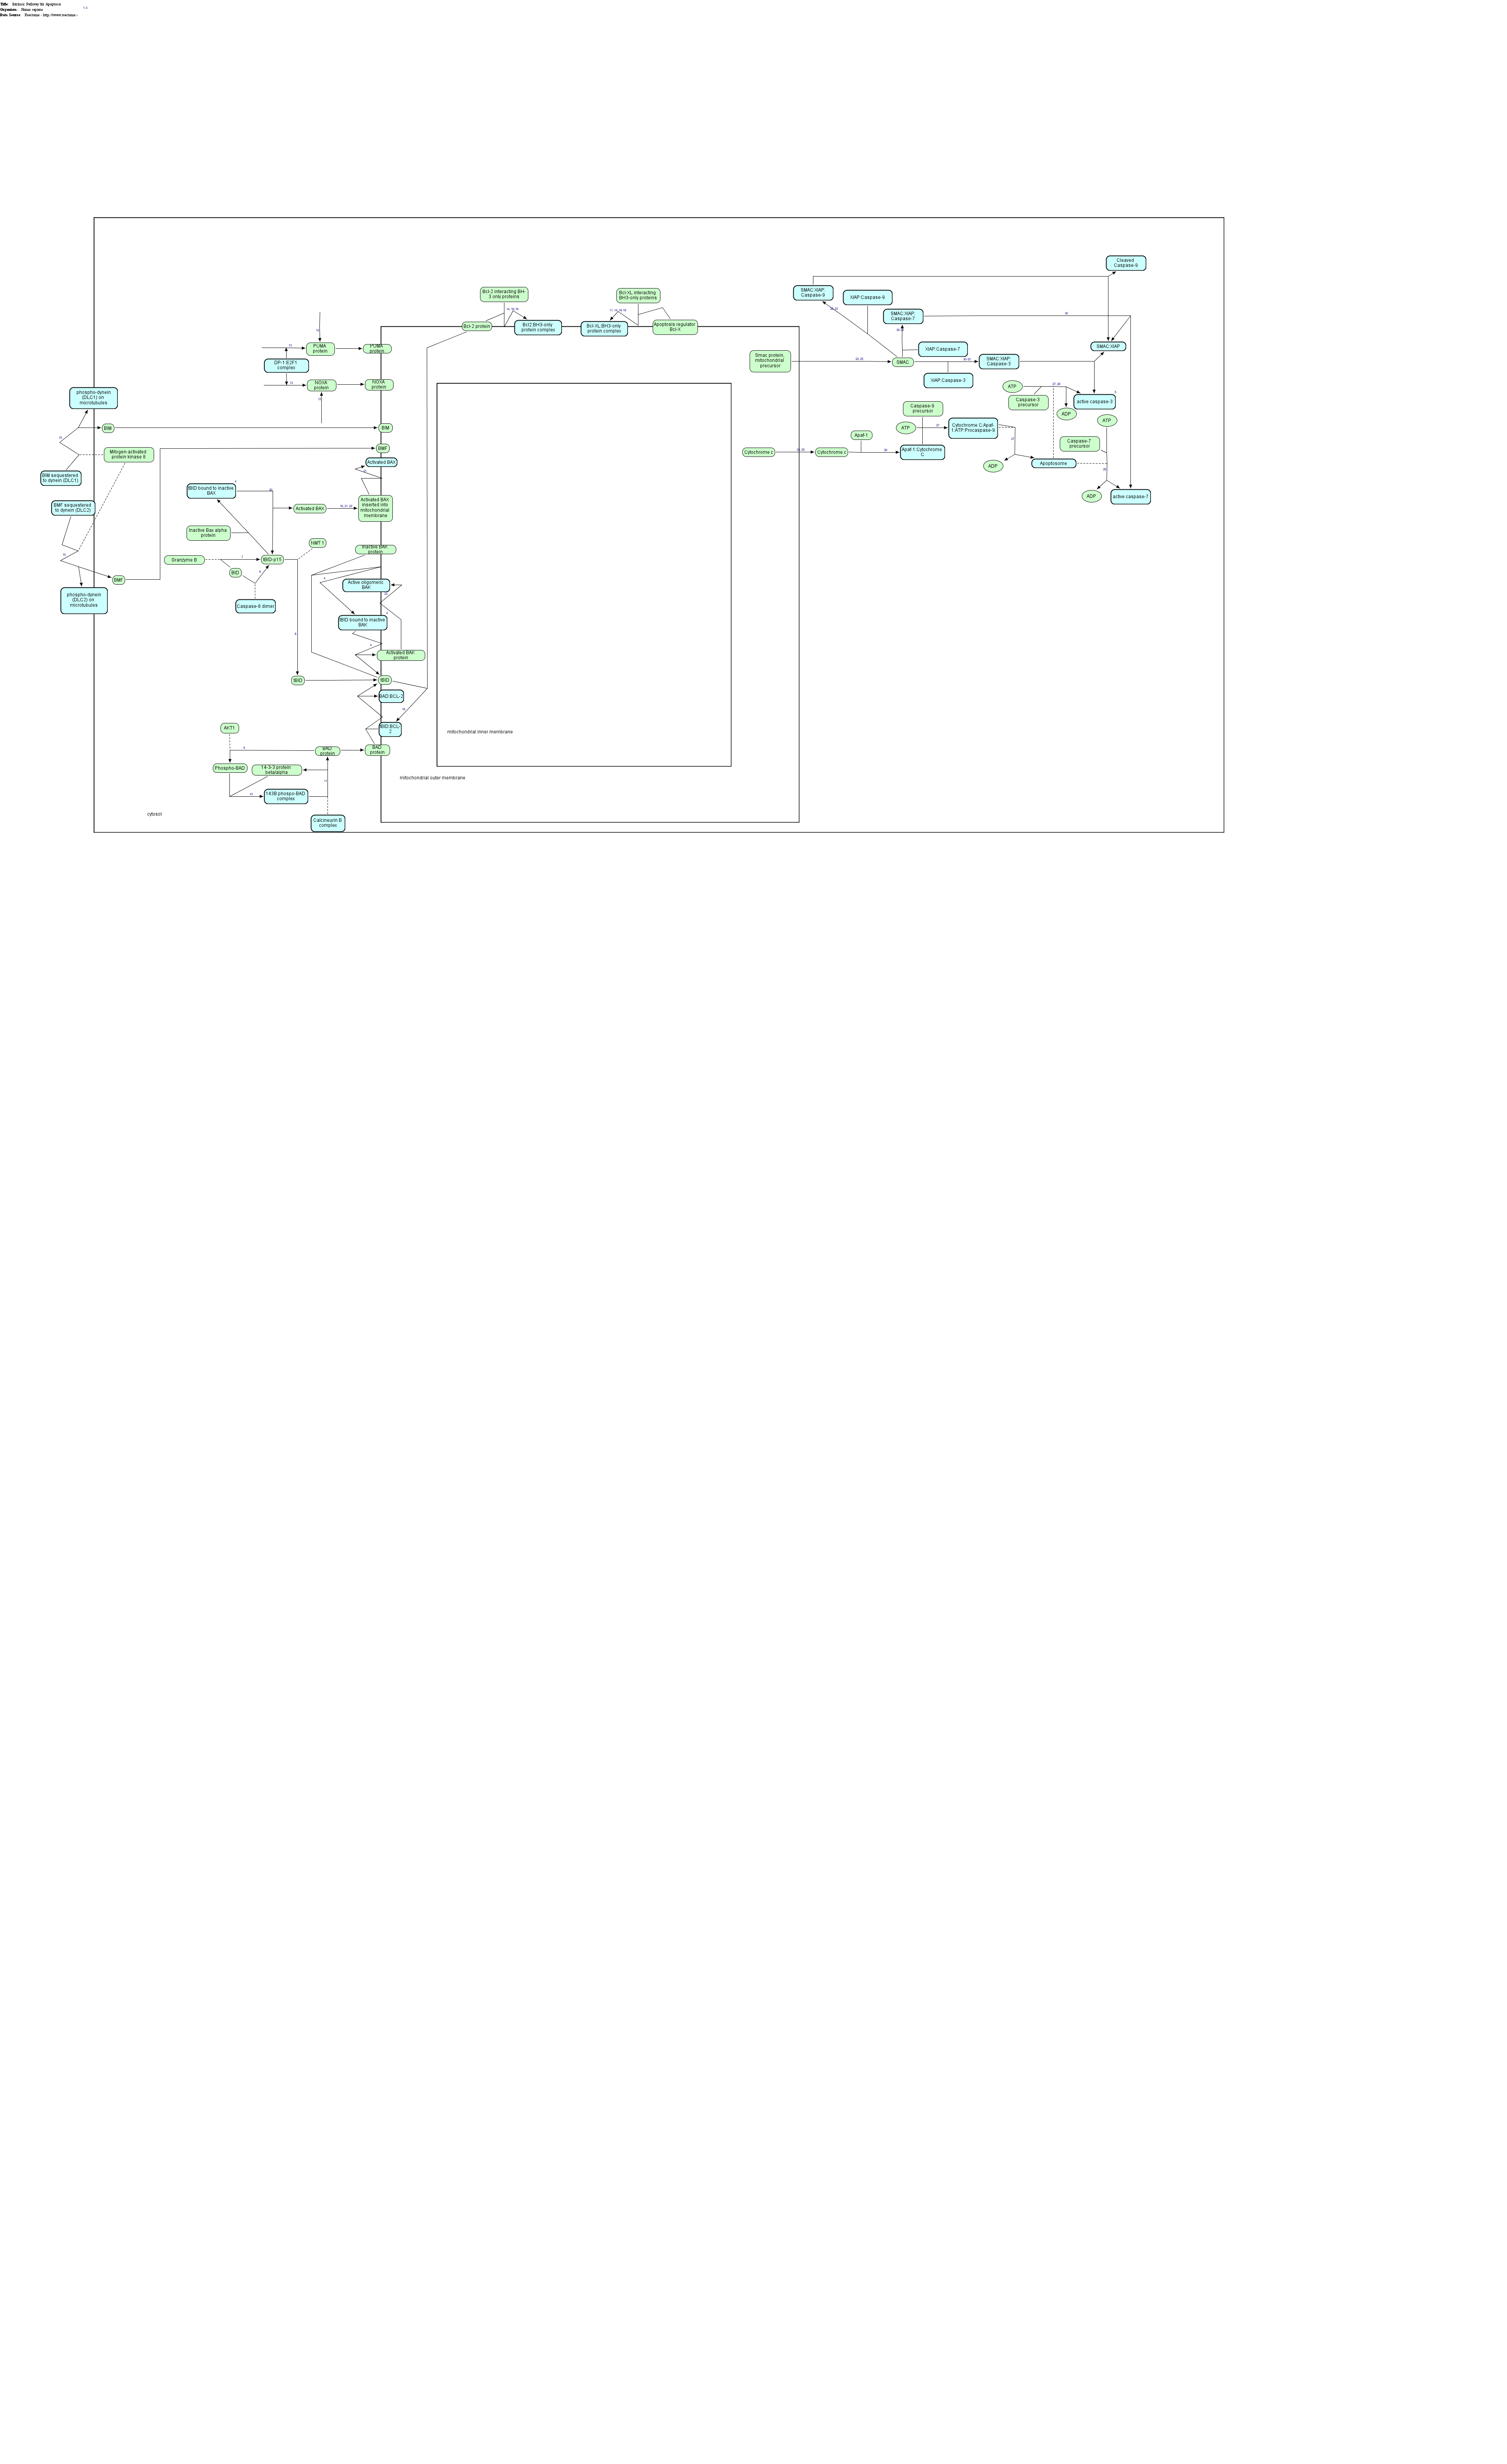 Title: Intrinsic Pathway for Apoptosis
Organism: Homo sapiens
Data Source: Reactome - http://www.reactome -
Cleaved
Caspase-9
SMAC:XIAP:
Caspase-9
XIAP:Caspase-9
Bcl-2 interacting BH-
3 only proteins
Bcl-XL interacting
BH3-only proteins
SMAC:XIAP:
Caspase-7
Bcl-2 protein
Bcl2:BH3-only
protein complex
Bcl-XL:BH3-only
protein complex
Apoptosis regulator
Bcl-X
PUMA
protein
PUMA
protein
XIAP:Caspase-7
SMAC:XIAP
DP-1:E2F1
complex
Smac protein,
mitochondrial
precursor
SMAC
SMAC:XIAP:
Caspase-3
XIAP:Caspase-3
NOXA
protein
NOXA
protein
ATP
Caspase-3
precursor
active caspase-3
ADP
phospho-dynein
(DLC1) on
microtubules
Caspase-9
precursor
ATP
ATP
Cytochrome C:Apaf-
1:ATP:Procaspase-9
BIM
BIM
Apaf-1
Caspase-7
precursor
Mitogen-activated
protein kinase 8
BMF
Cytochrome c
Cytochrome c
Apaf-1:Cytochrome
C
Activated BAX
ADP
Apoptosome
BIM sequestered
to dynein (DLC1)
tBID bound to inactive
BAX
ADP
active caspase-7
BMF sequestered
to dynein (DLC2)
Activated BAX
Activated BAX
inserted into
mitochondrial
membrane
Inactive Bax alpha
protein
NMT 1
Inactive BAK
protein
Granzyme B
tBID-p15
BID
BMF
Active oligomeric
BAK
phospho-dynein
(DLC2) on
microtubules
Caspase-8 dimer
tBID bound to inactive
BAK
Activated BAK
protein
tBID
tBID
BAD:BCL-2
AKT1
tBID:BCL-
2
mitochondrial inner membrane
BAD
protein
BAD
protein
Phospho-BAD
14-3-3 protein
beta/alpha
mitochondrial outer membrane
143B:phospo-BAD
complex
cytosol
Calcineurin B
complex